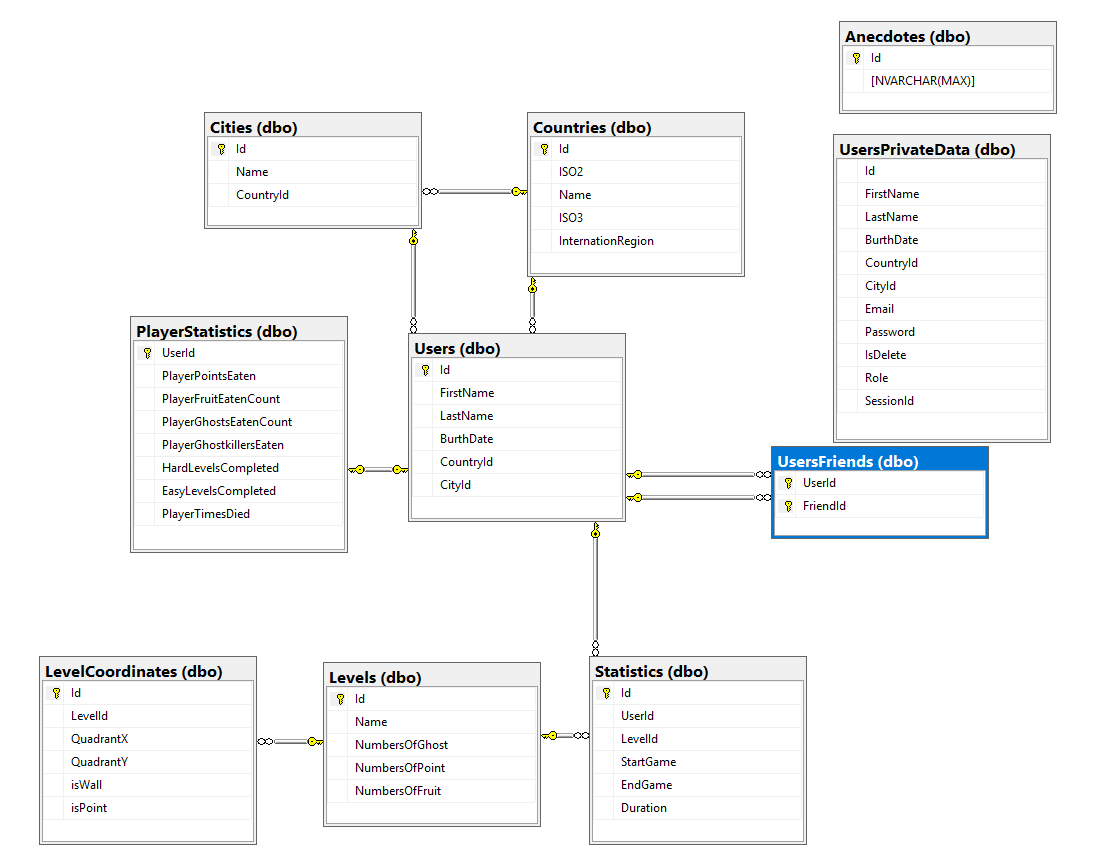 Anecdotes (dbo)
Id
[NVARCHAR(MAX)]
Cities (dbo)
Id
Name
CountryId
Countries (dbo)
Id
ISO2
Name
ISO3
InternationRegion
UsersPrivateData (dbo)
Id
FirstName
LastName
BurthDate
CountryId
CityId
Email
Password
IsDelete
Role
SessionId
PlayerStatistics (dbo)
UserId
PlayerPointsEaten
PlayerFruitEatenCount
PlayerGhostsEatenCount
PlayerGhostkillersEaten
HardLevelsCompleted
EasyLevelsCompleted
PlayerTimesDied
Users (dbo)
Id
FirstName
LastName
BurthDate
CountryId
CityId
UsersFriends (dbo)
UserId
FriendId
LevelCoordinates (dbo)
Id
LevelId
QuadrantX
QuadrantY
isWall
isPoint
Levels (dbo)
Id
Name
NumbersOfGhost
NumbersOfPoint
NumbersOfFruit
Statistics (dbo)
Id
UserId
LevelId
StartGame
EndGame
Duration